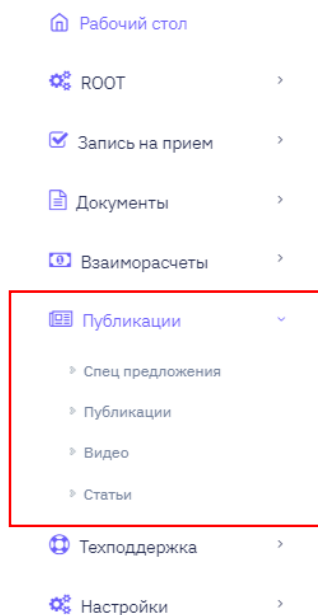 Рабочий стол
ROOT
Запись на прием
Документы
Взаиморасчеты
Публикации
Спец предложения
Публикации
Видео
Статьи
Техподдержка
Настройки